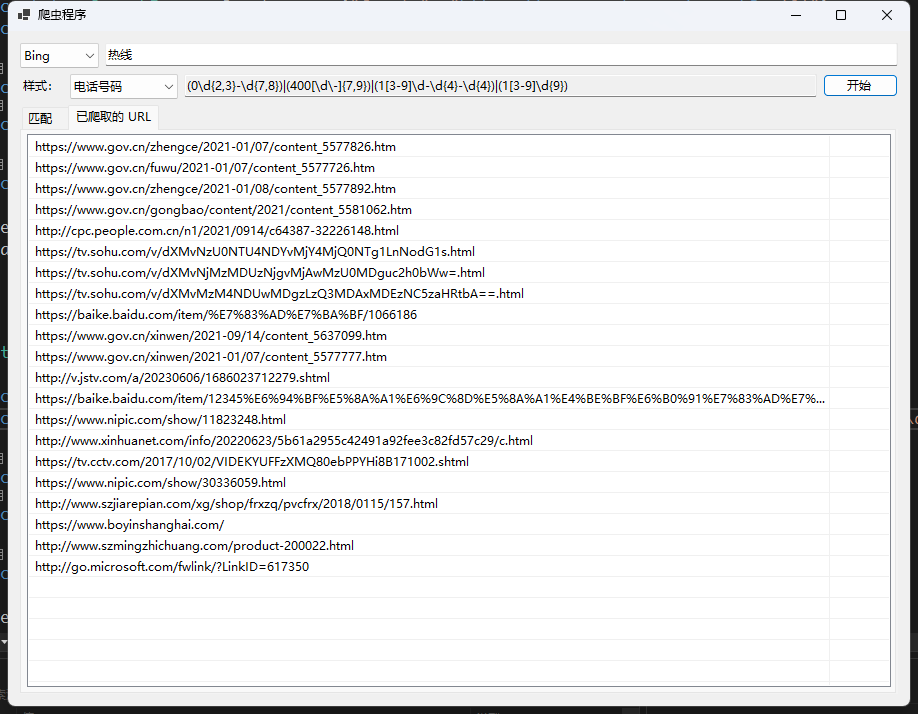 爬虫程序
Bing 热线
样式： 电话号码 (0\d{2,3}-\d{7,8})|(400[\d\-]{7,9})|(1[3-9]\d-\d{4}-\d{4})|(1[3-9]\d{9}) 开始
匹配 已爬取的 URL
https://www.gov.cn/zhengce/2021-01/07/content_5577826.htm
https://www.gov.cn/fuwu/2021-01/07/content_5577726.htm
https://www.gov.cn/zhengce/2021-01/08/content_5577892.htm
https://www.gov.cn/gongbao/content/2021/content_5581062.htm
http://cpc.people.com.cn/n1/2021/0914/c64387-32226148.html
https://tv.sohu.com/v/dXMvNzU0NTU4NDYvMjY4MjQ0NTg1LnNodG1s.html
https://tv.sohu.com/v/dXMvNjMzMDUzNjgvMjAwMzU0MDguc2h0bWw=.html
https://tv.sohu.com/v/dXMvMzM4NDUwMDgzLzQ3MDAxMDEzNC5zaHRtbA==.html
https://baike.baidu.com/item/%E7%83%AD%E7%BA%BF/1066186
https://www.gov.cn/xinwen/2021-09/14/content_5637099.htm
https://www.gov.cn/xinwen/2021-01/07/content_5577777.htm
http://v.jstv.com/a/20230606/1686023712279.shtml
https://baike.baidu.com/item/12345%E6%94%BF%E5%8A%A1%E6%9C%8D%E5%8A%A1%E4%BE%BF%E6%B0%91%E7%83%AD%E7%...
https://www.nipic.com/show/11823248.html
http://www.xinhuanet.com/info/20220623/5b61a2955c42491a92fee3c82fd57c29/c.html
https://tv.cctv.com/2017/10/02/VIDEKYUFFzXMQ80ebPPYHi8B171002.shtml
https://www.nipic.com/show/30336059.html
http://www.szjiarepian.com/xg/shop/frxzq/pvcfrx/2018/0115/157.html
https://www.boyinshanghai.com/
http://www.szmingzhichuang.com/product-200022.html
http://go.microsoft.com/fwlink/?LinkID=617350